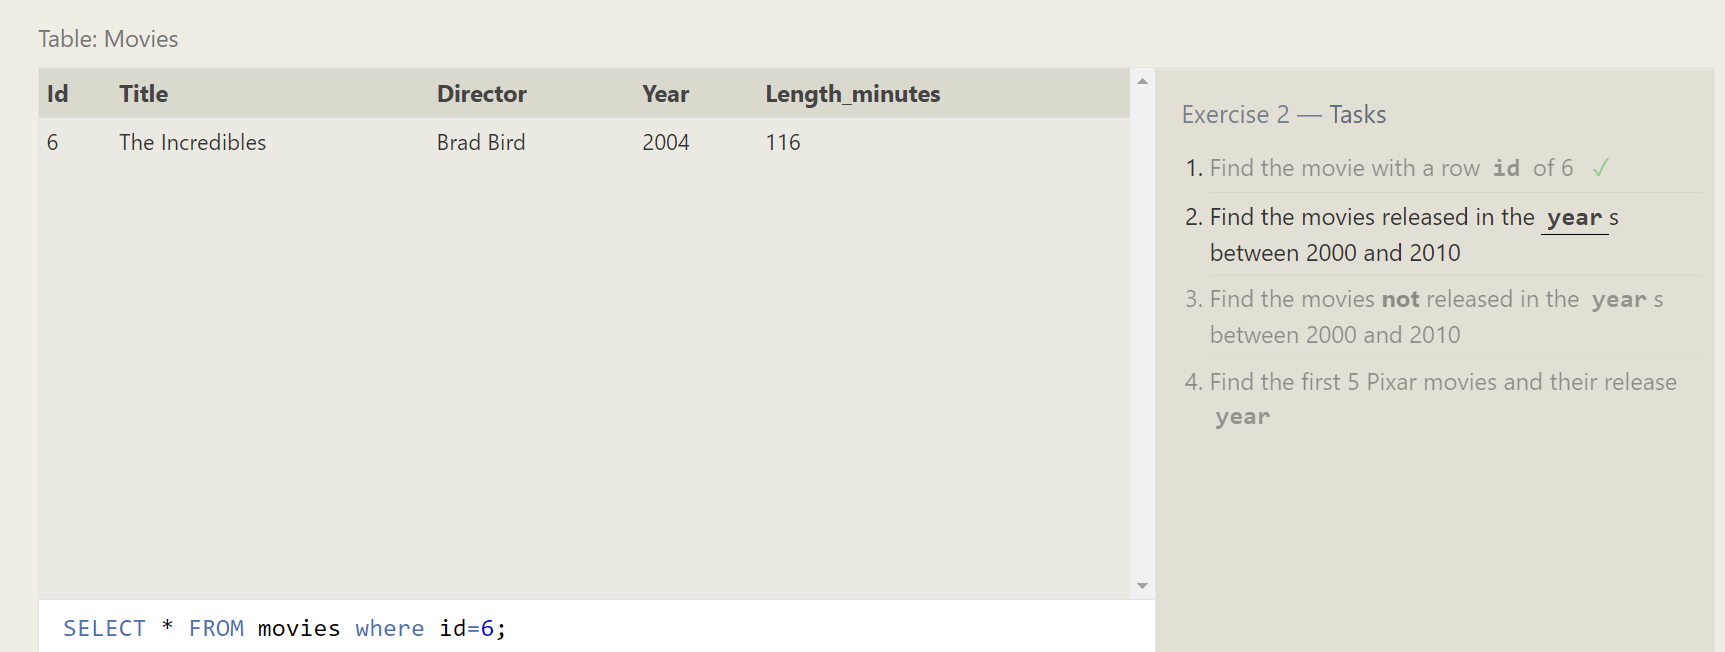 Table: Movies
Id Title Director Year Length_minutes
6 The Incredibles Brad Bird 2004 116
SELECT * FROM movies where id=6;
Exercise 2 — Tasks
1. Find the movie with a row id of 6 ✓
2. Find the movies released in the year s
between 2000 and 2010
3. Find the movies not released in the year s
between 2000 and 2010
4. Find the first 5 Pixar movies and their release
year